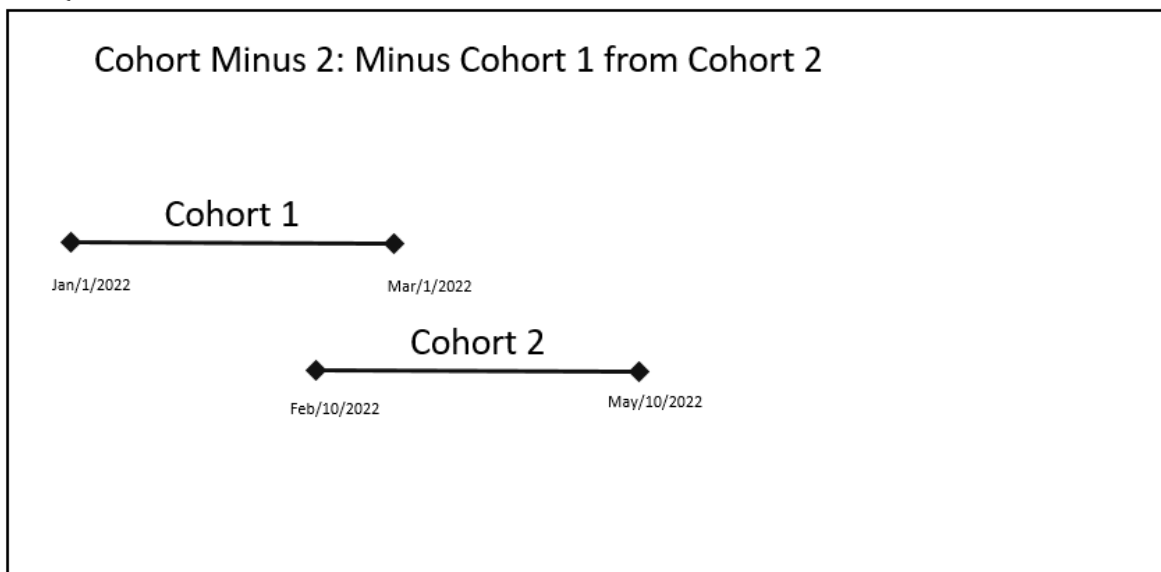 Cohort Minus 2: Minus Cohort 1 from Cohort 2
Cohort 1
Jan/1/2022
Mar/1/2022
Cohort 2
Feb/10/2022
May/10/2022